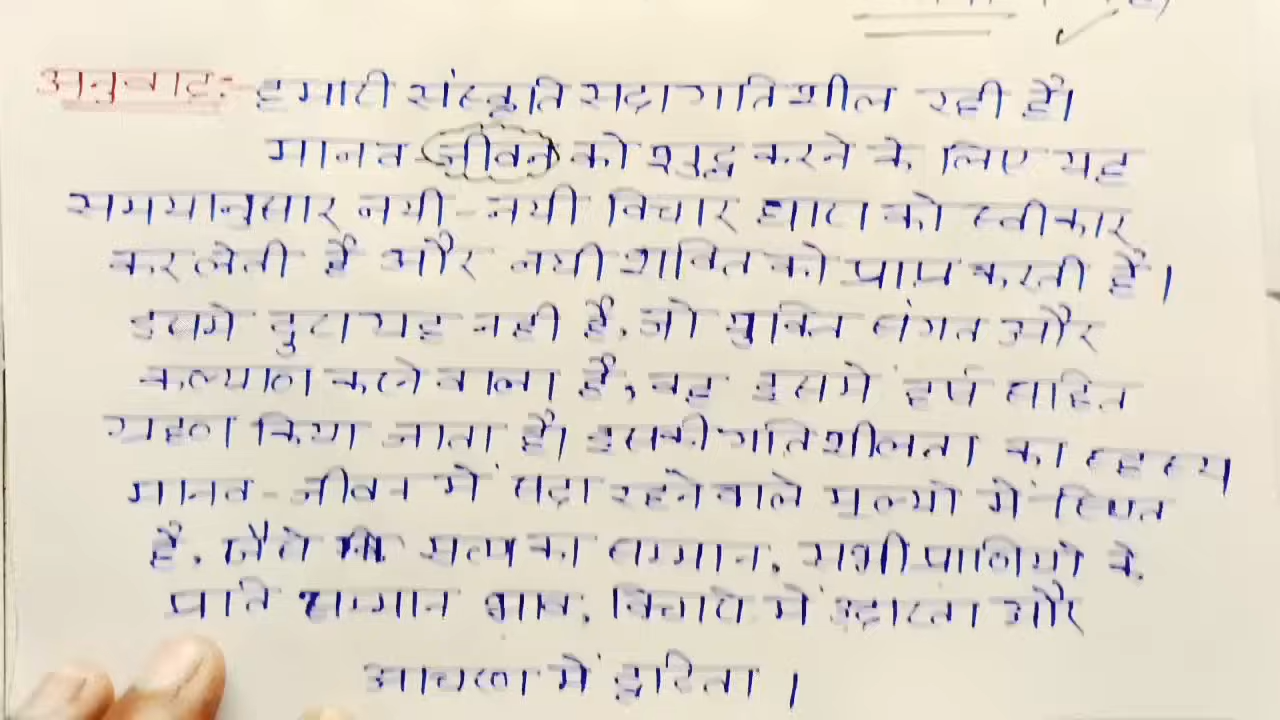 अनुवाद:- हमारी संस्कृति सदा गतिशील रही है।
मानव जीवन को शुद्ध करने के लिए यह
समयानुसार नयी-नयी विचार धारा को स्वीकार
कर लेती है और नयी शक्ति को प्राप्त करती है।
इसमे दुराग्रह नही है, जो युक्ति संगत और
कल्याण करने वाला है, वह इसमें हर्ष सहित
ग्रहण किया जाता है। इसकी गतिशीलता का रहस्य
मानव-जीवन में सदा रहने वाले मुल्यो में स्थित
है, जैसे सत्य का सम्मान, सभी प्राणियो के
प्रति सम्मान भाव, विचारो में उदारता और
आचरण में दृढ़ता।